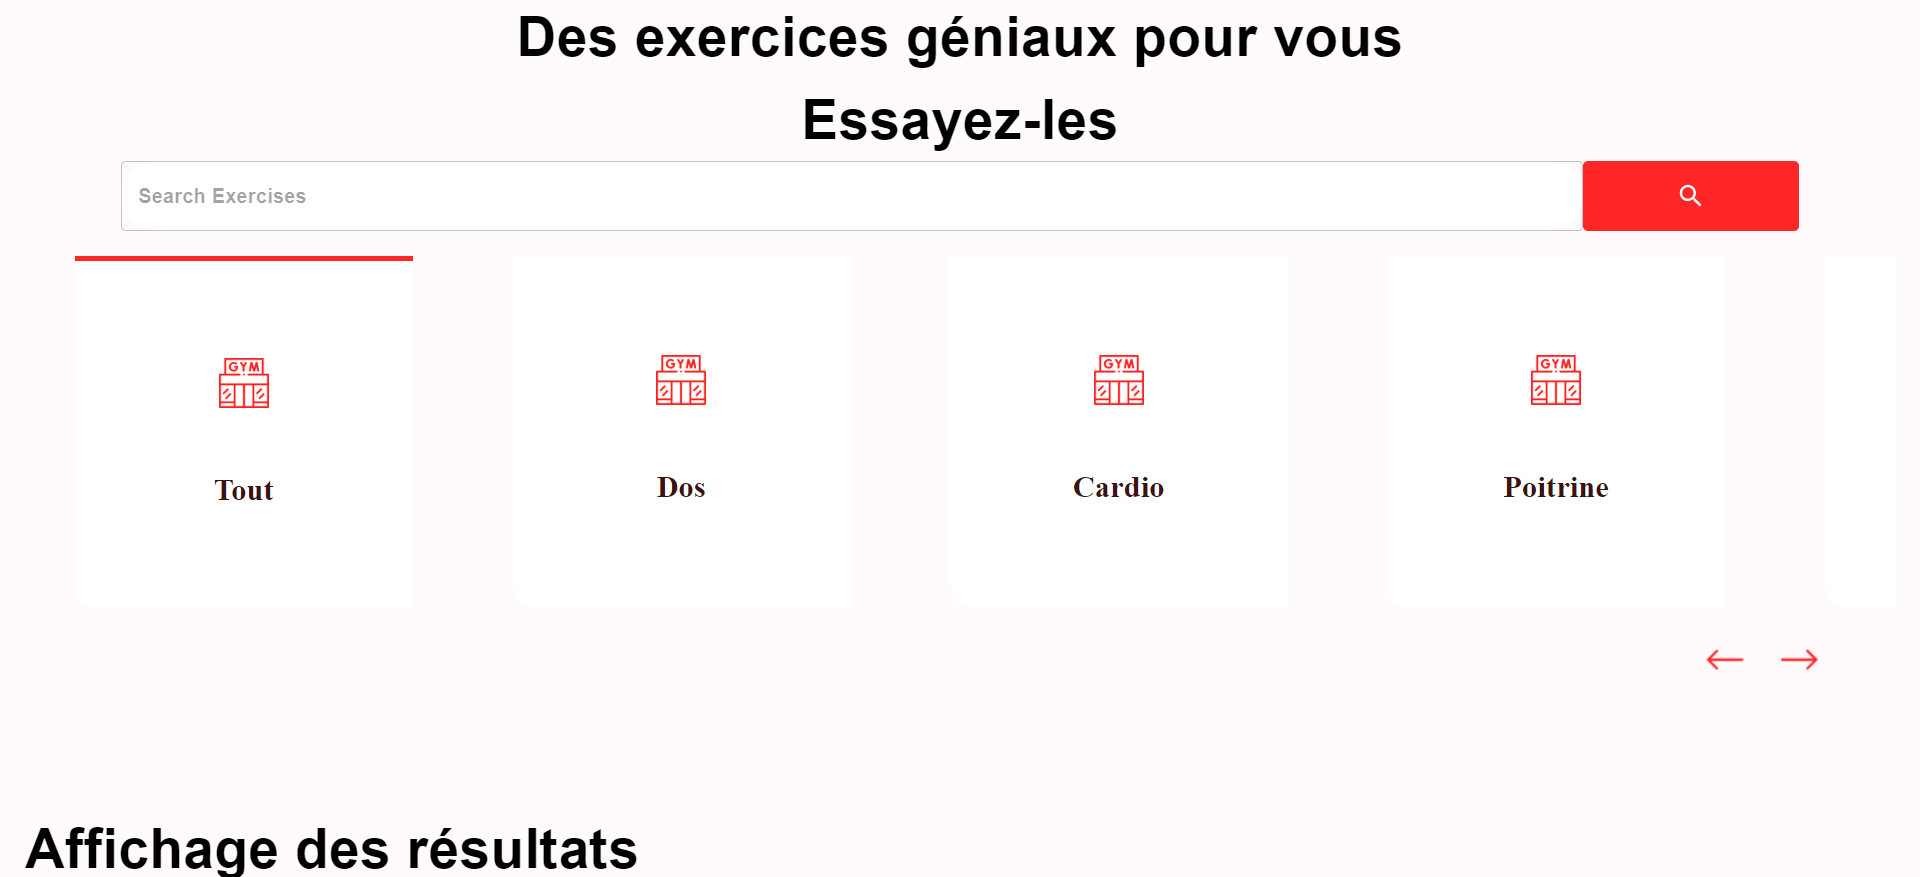 Des exercices géniaux pour vous
Essayez-les
Search Exercises
GYM
GYM
GYM
GYM
Tout
Dos
Cardio
Poitrine
Affichage des résultats